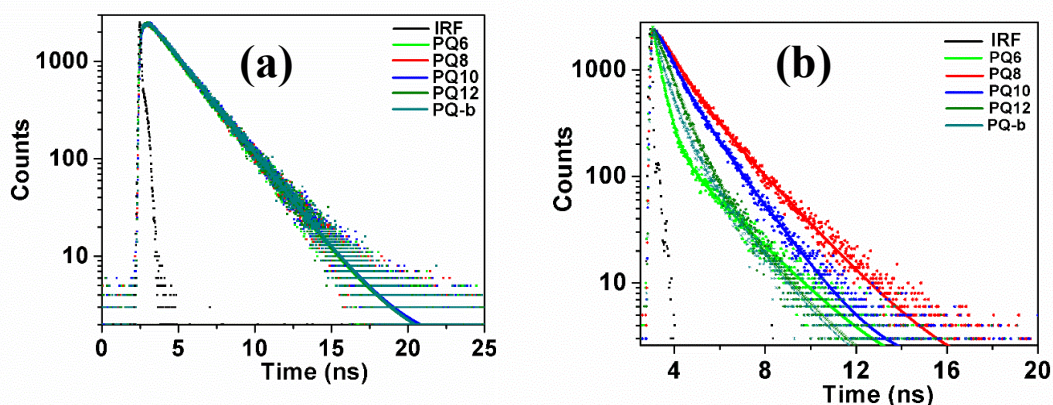 (a)
IRF
PQ6
PQ8
PQ10
PQ12
PQ-b
1000
100
10
Counts
0 5 10 15 20 25
Time (ns)
(b)
IRF
PQ6
PQ8
PQ10
PQ12
PQ-b
1000
100
10
Counts
4 8 12 16 20
Time (ns)